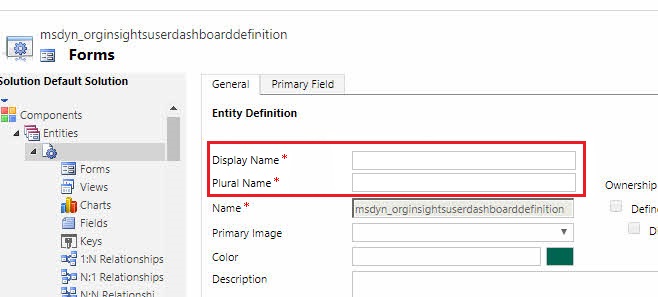 msdyn_orginsightsuserdashboarddefinition
Forms
Solution Default Solution
Components
Entities
Forms
Views
Charts
Fields
Keys
1:N Relationships
N:1 Relationships
N:N Relationshi
General
Primary Field
Entity Definition
Display Name *
Plural Name *
Name *
msdyn_orginsightsuserdashboarddefinition
Primary Image
Color
Description
Ownership
Define